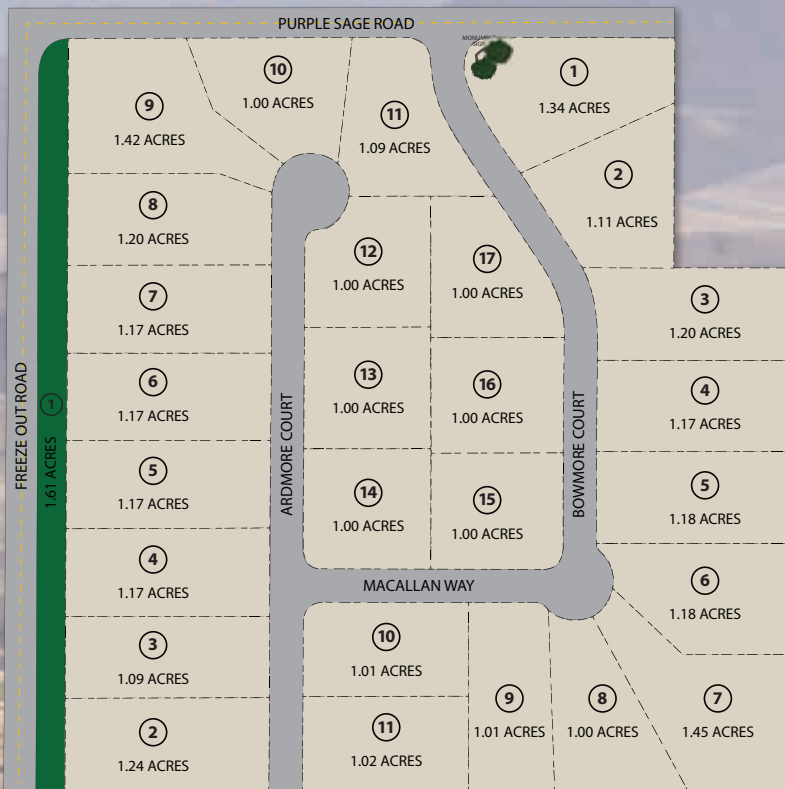 PURPLE SAGE ROAD
MONUMENT
SIGN
10
1.00 ACRES
1
1.34 ACRES
9
1.42 ACRES
11
1.09 ACRES
2
1.11 ACRES
8
1.20 ACRES
12
1.00 ACRES
17
1.00 ACRES
7
1.17 ACRES
3
1.20 ACRES
6
1.17 ACRES
13
1.00 ACRES
16
1.00 ACRES
4
1.17 ACRES
FREEZE OUT ROAD
1
1.61 ACRES
ARDMORE COURT
BOWMORE COURT
5
1.17 ACRES
14
1.00 ACRES
15
1.00 ACRES
5
1.18 ACRES
4
1.17 ACRES
MACALLAN WAY
6
1.18 ACRES
3
1.09 ACRES
10
1.01 ACRES
9
1.01 ACRES
8
1.00 ACRES
7
1.45 ACRES
2
1.24 ACRES
11
1.02 ACRES